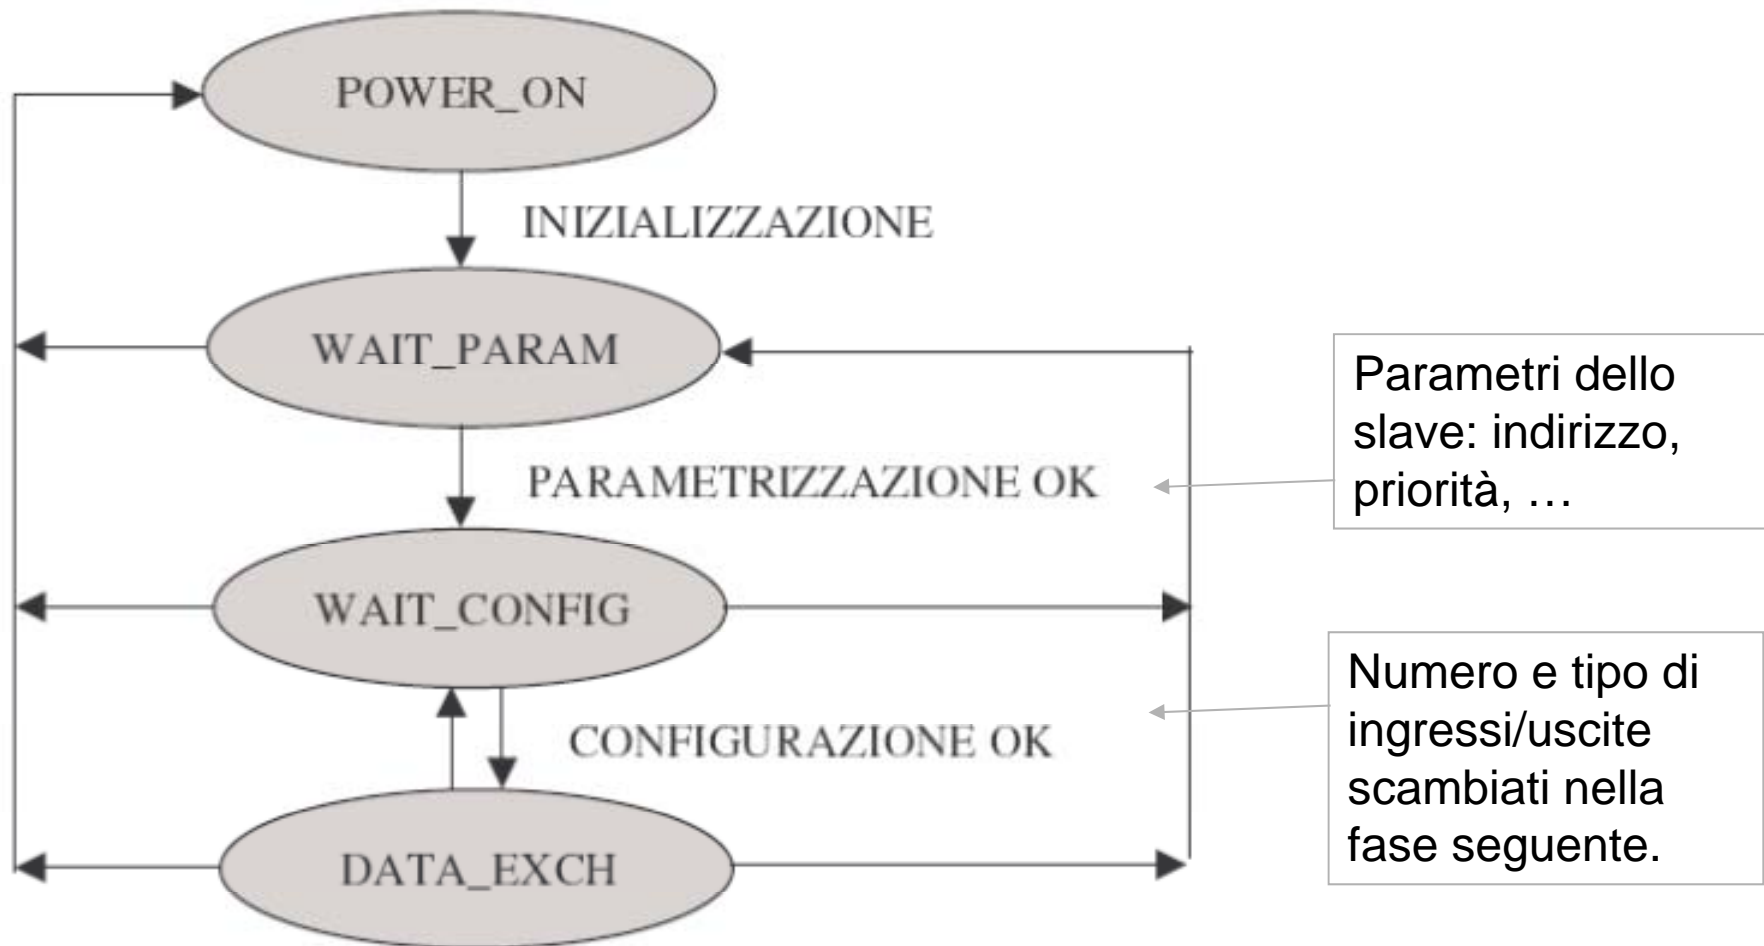 POWER_ON
INIZIALIZZAZIONE
WAIT_PARAM
Parametri dello
slave: indirizzo,
priorità, …
PARAMETRIZZAZIONE OK
WAIT_CONFIG
Numero e tipo di
ingressi/uscite
scambiati nella
fase seguente.
CONFIGURAZIONE OK
DATA_EXCH